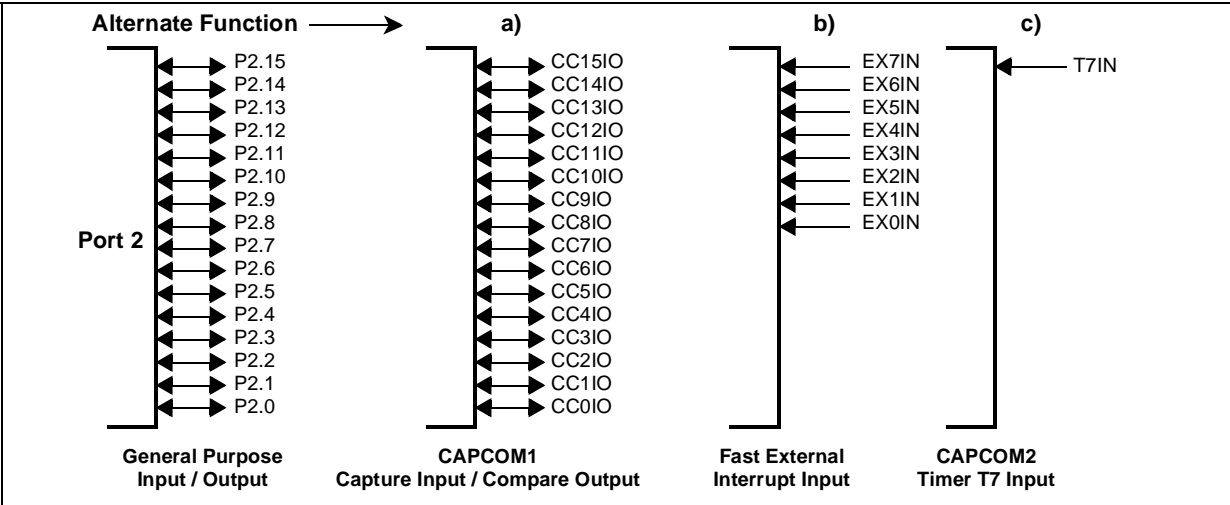 Alternate Function a) b) c)
P2.15 CC15IO EX7IN T7IN
P2.14 CC14IO EX6IN
P2.13 CC13IO EX5IN
P2.12 CC12IO EX4IN
P2.11 CC11IO EX3IN
P2.10 CC10IO EX2IN
P2.9 CC9IO EX1IN
P2.8 CC8IO EX0IN
Port 2 P2.7 CC7IO
P2.6 CC6IO
P2.5 CC5IO
P2.4 CC4IO
P2.3 CC3IO
P2.2 CC2IO
P2.1 CC1IO
P2.0 CC0IO
General Purpose CAPCOM1 Fast External CAPCOM2
Input / Output Capture Input / Compare Output Interrupt Input Timer T7 Input